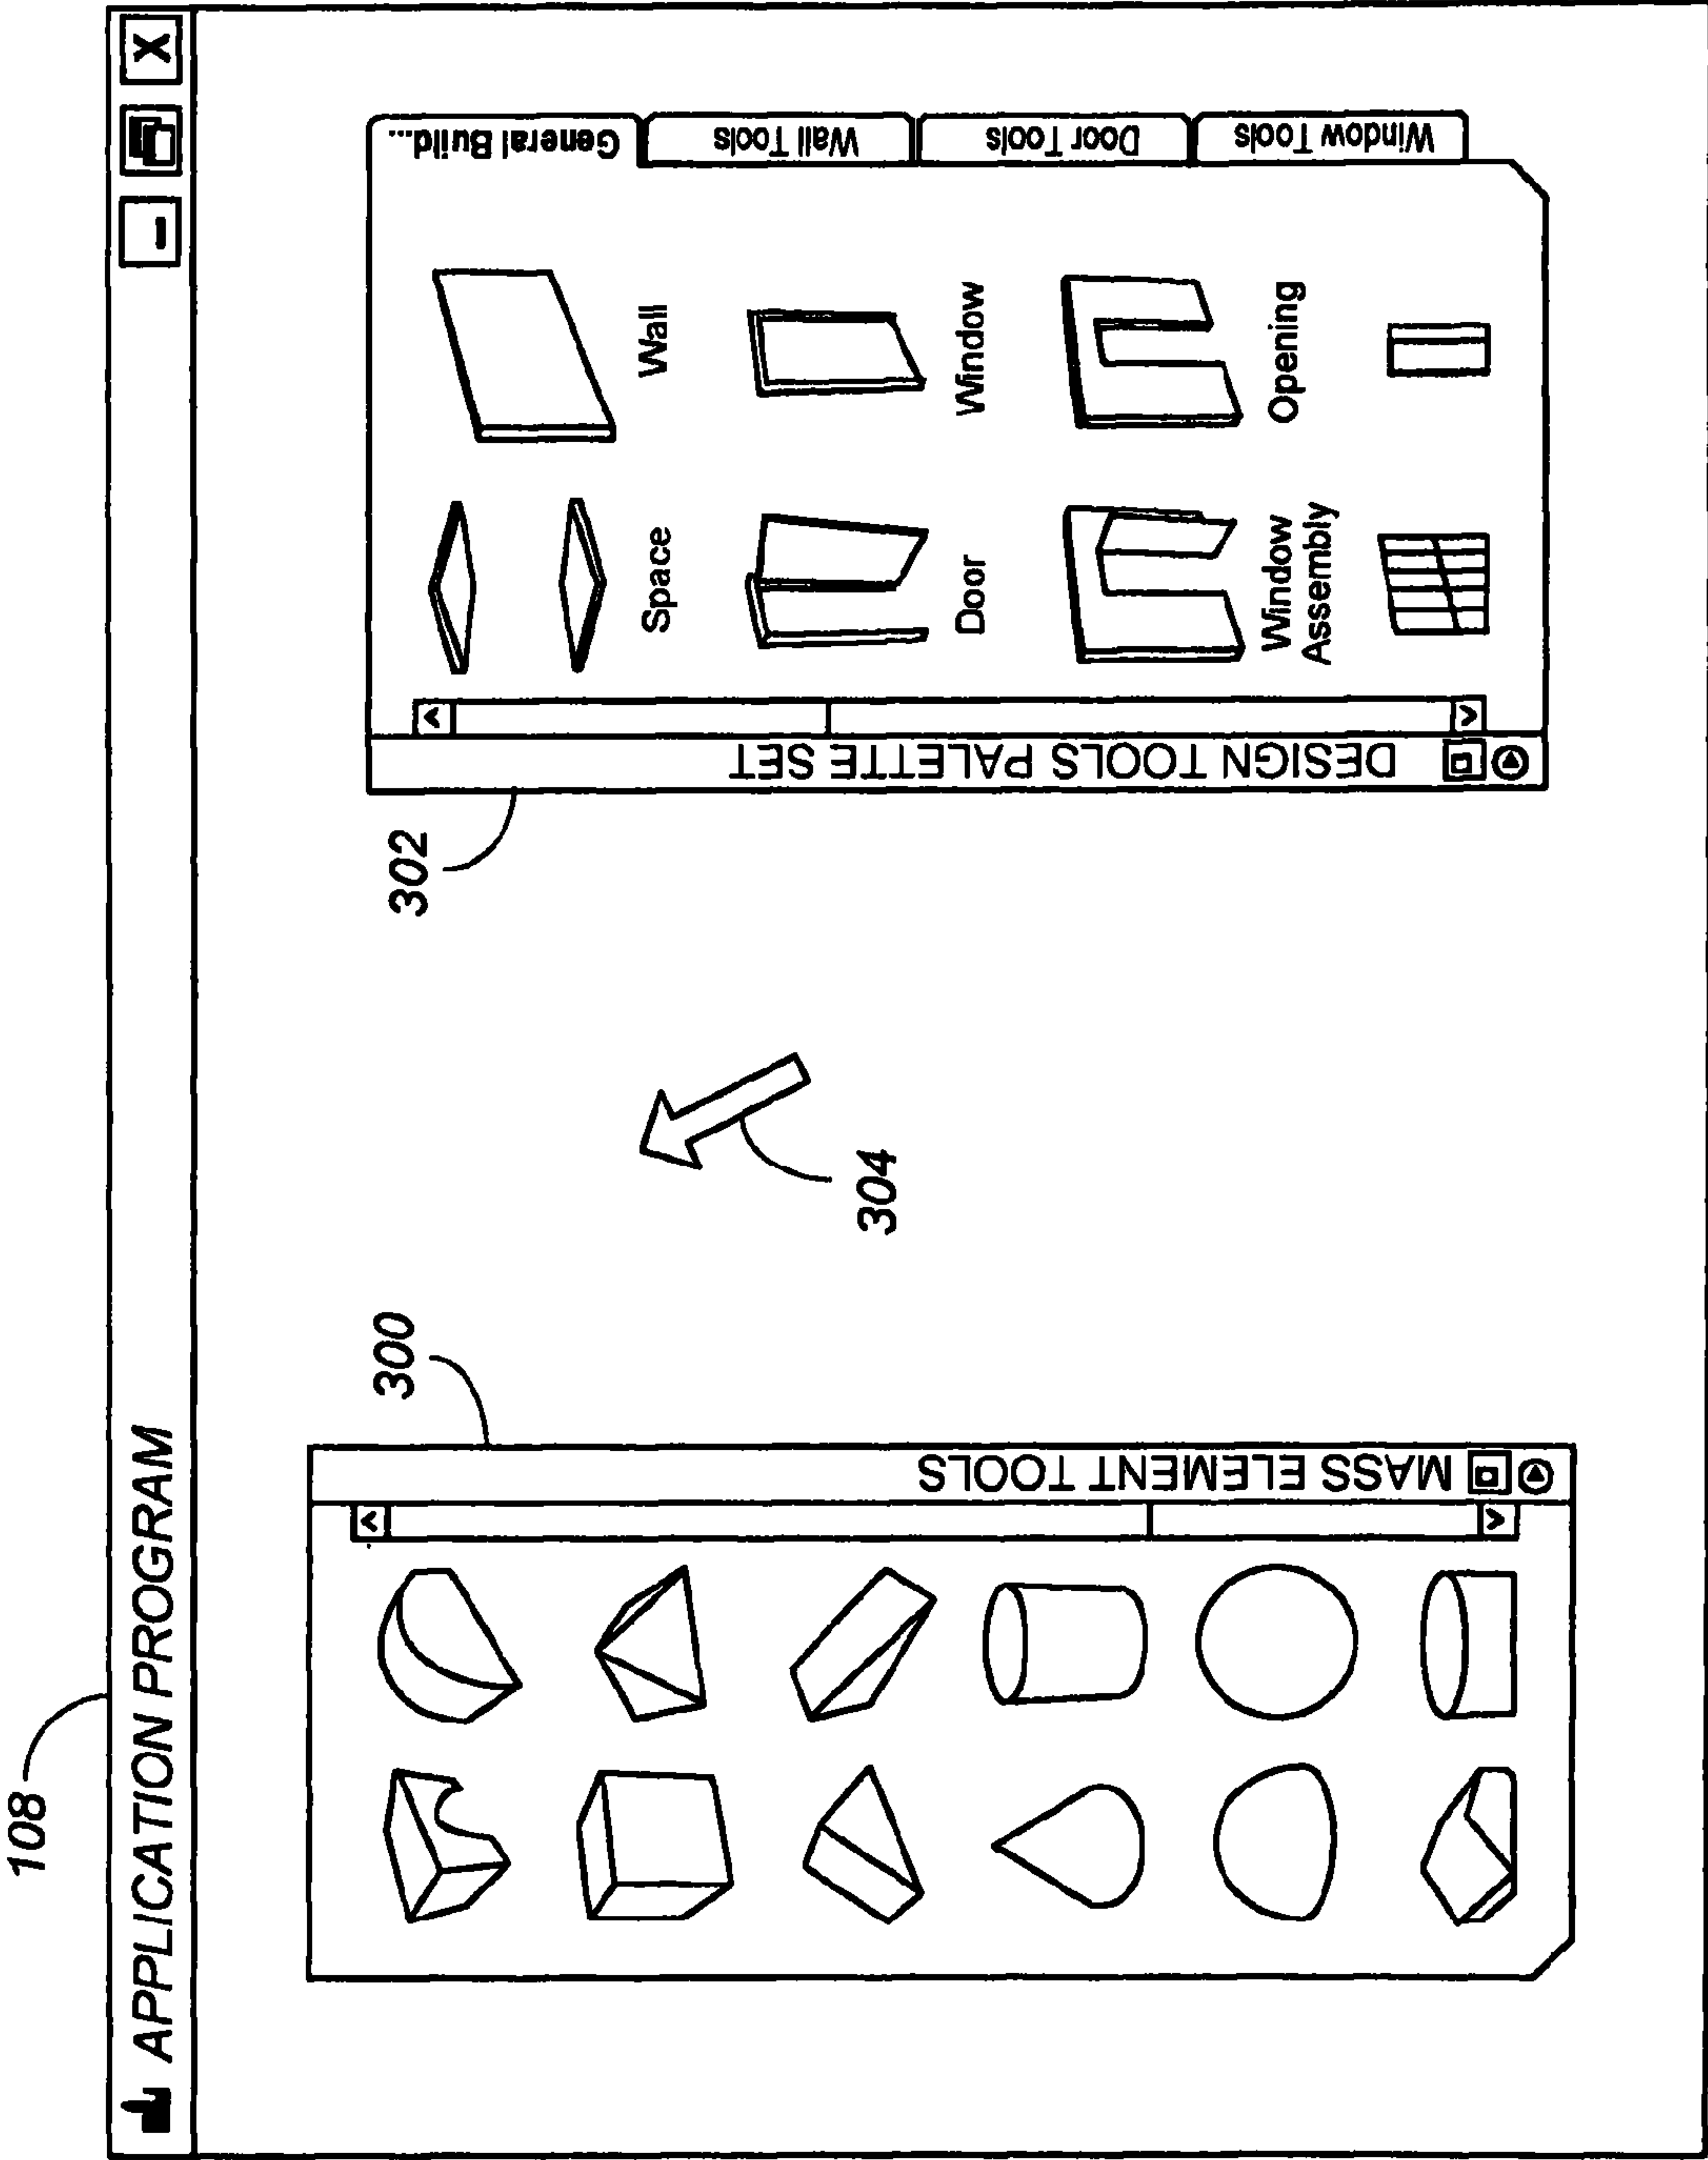 108
APPLICATION PROGRAM
X
300
MASS ELEMENT TOOLS
304
302
DESIGN TOOLS PALETTE SET
Space
Wall
Door
Window
Window
Assembly
Opening
General Build...
Wall Tools
Door Tools
Window Tools